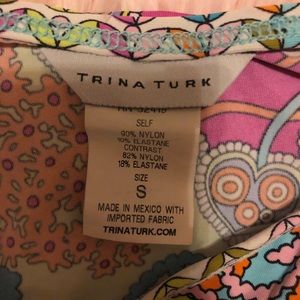 TRINA TURK
SELF
90% NYLON
10% ELASTANE
CONTRAST
82% NYLON
18% ELASTANE
SIZE
S
MADE IN MEXICO WITH
IMPORTED FABRIC
TRINATURK.COM